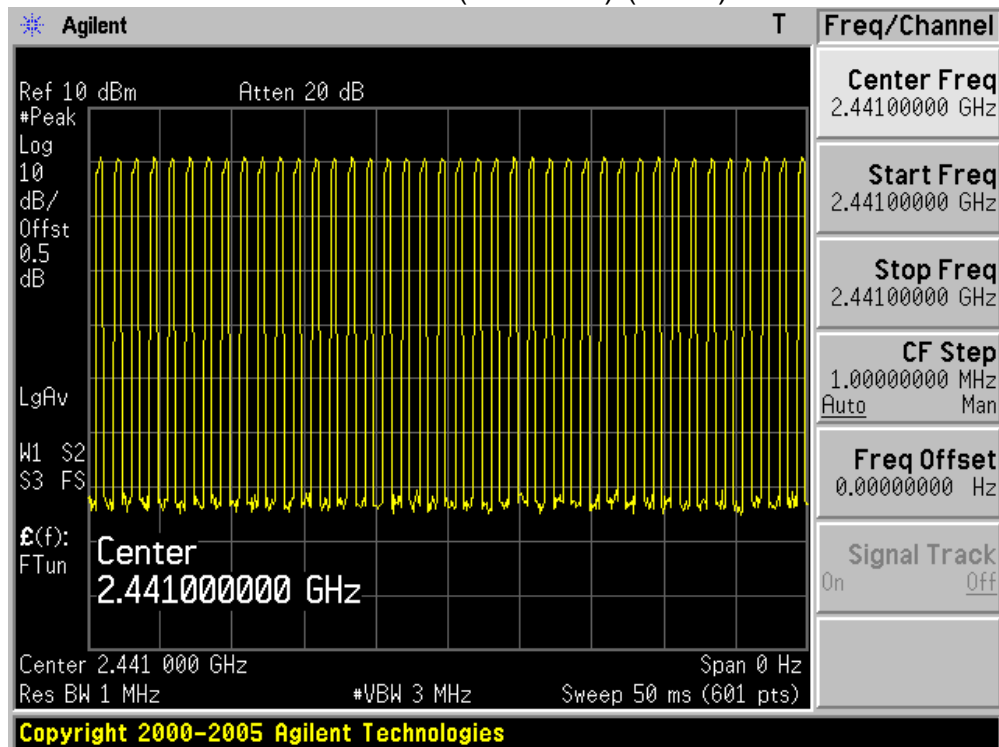 Agilent T Freq/Channel
Ref 10 dBm Atten 20 dB
#Peak
Log
10
dB/
Offst
0.5
dB
LgAv
W1 S2
S3 FS
£(f):
FTun
Center
2.441000000 GHz
Center 2.441 000 GHz Span 0 Hz
Res BW 1 MHz #VBW 3 MHz Sweep 50 ms (601 pts)
Center Freq
2.44100000 GHz
Start Freq
2.44100000 GHz
Stop Freq
2.44100000 GHz
CF Step
1.00000000 MHz
Auto Man
Freq Offset
0.00000000 Hz
Signal Track
On Off
Copyright 2000-2005 Agilent Technologies